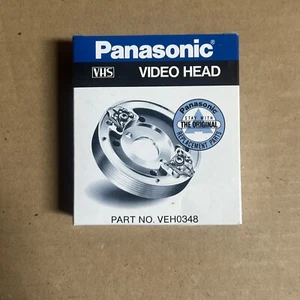 Panasonic
VHS VIDEO HEAD
Panasonic
STAY WITH
THE ORIGINAL
REPLACEMENT PARTS
PART NO. VEH0348